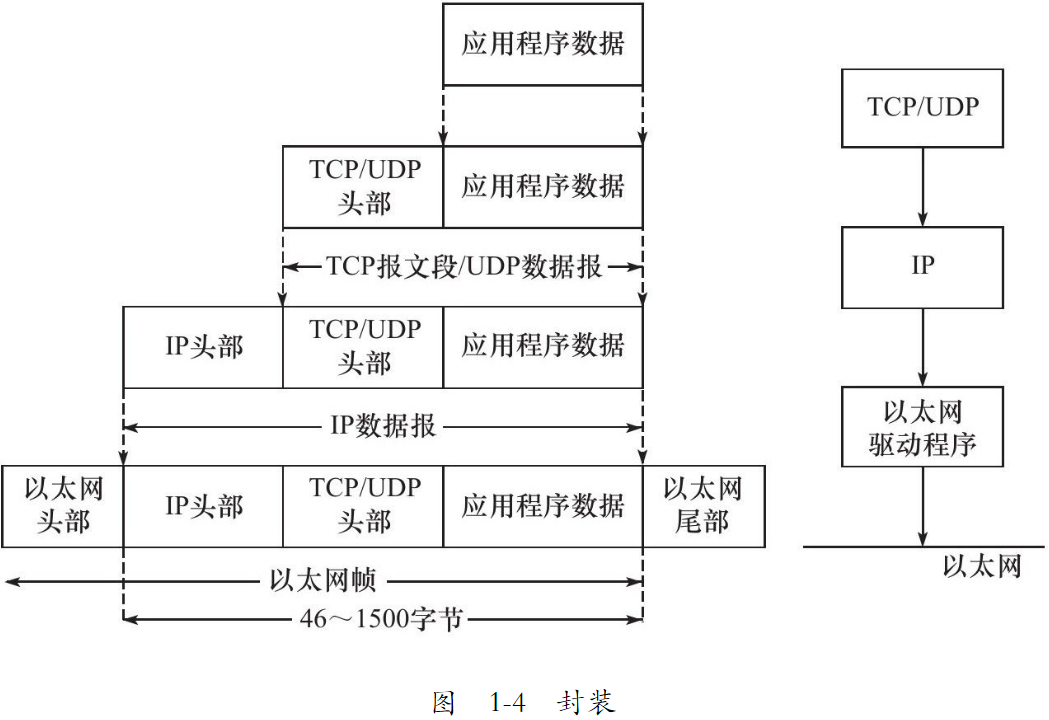 应用程序数据
TCP/UDP
头部
应用程序数据
TCP报文段/UDP数据报
IP头部
TCP/UDP
头部
应用程序数据
IP数据报
以太网
头部
IP头部
TCP/UDP
头部
应用程序数据
以太网
尾部
以太网帧
46～1500字节
TCP/UDP
IP
以太网
驱动程序
以太网
图 1-4 封装